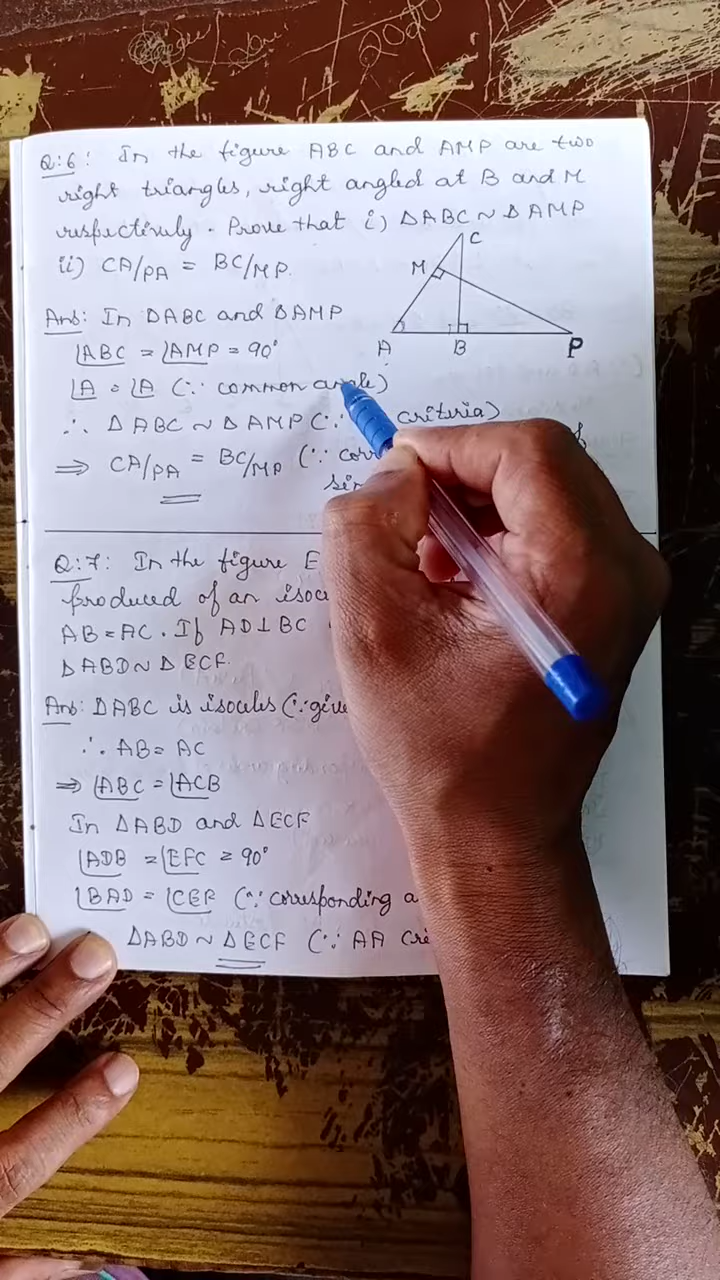 2000
Q:6: In the figure ABC and AMP are two
right triangles, right angled at B and M
respectively. Prove that i) ΔABC ~ ΔAMP
ii) CA/PA = BC/MP.
C
M
A B P
Ans: In ΔABC and ΔAMP
∠ABC = ∠AMP = 90°
∠A = ∠A (∵ common angle)
∴ ΔABC ~ ΔAMP (∵ criteria)
⇒ CA/PA = BC/MP (∵ of
Q:7: In the figure E
produced of an
AB = AC. If AD ⊥ BC
ΔABD ~ ΔECF.
Ans: ΔABC is isoceles (∵
∴ AB = AC
⇒ ∠ABC = ∠ACB
In ΔABD and ΔECF
∠ADB = ∠EFC = 90°
∠BAD = ∠CEF (∵ corresponding
ΔABD ~ ΔECF (∵ AA